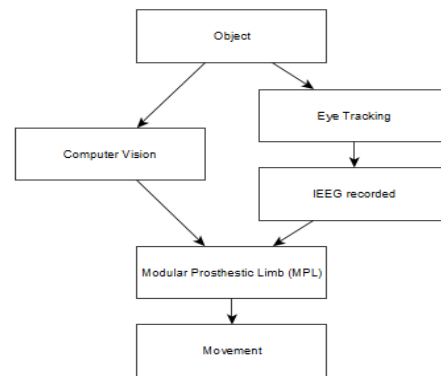 Object
Eye Tracking
Computer Vision
IEEG recorded
Modular Prosthestic Limb (MPL)
Movement